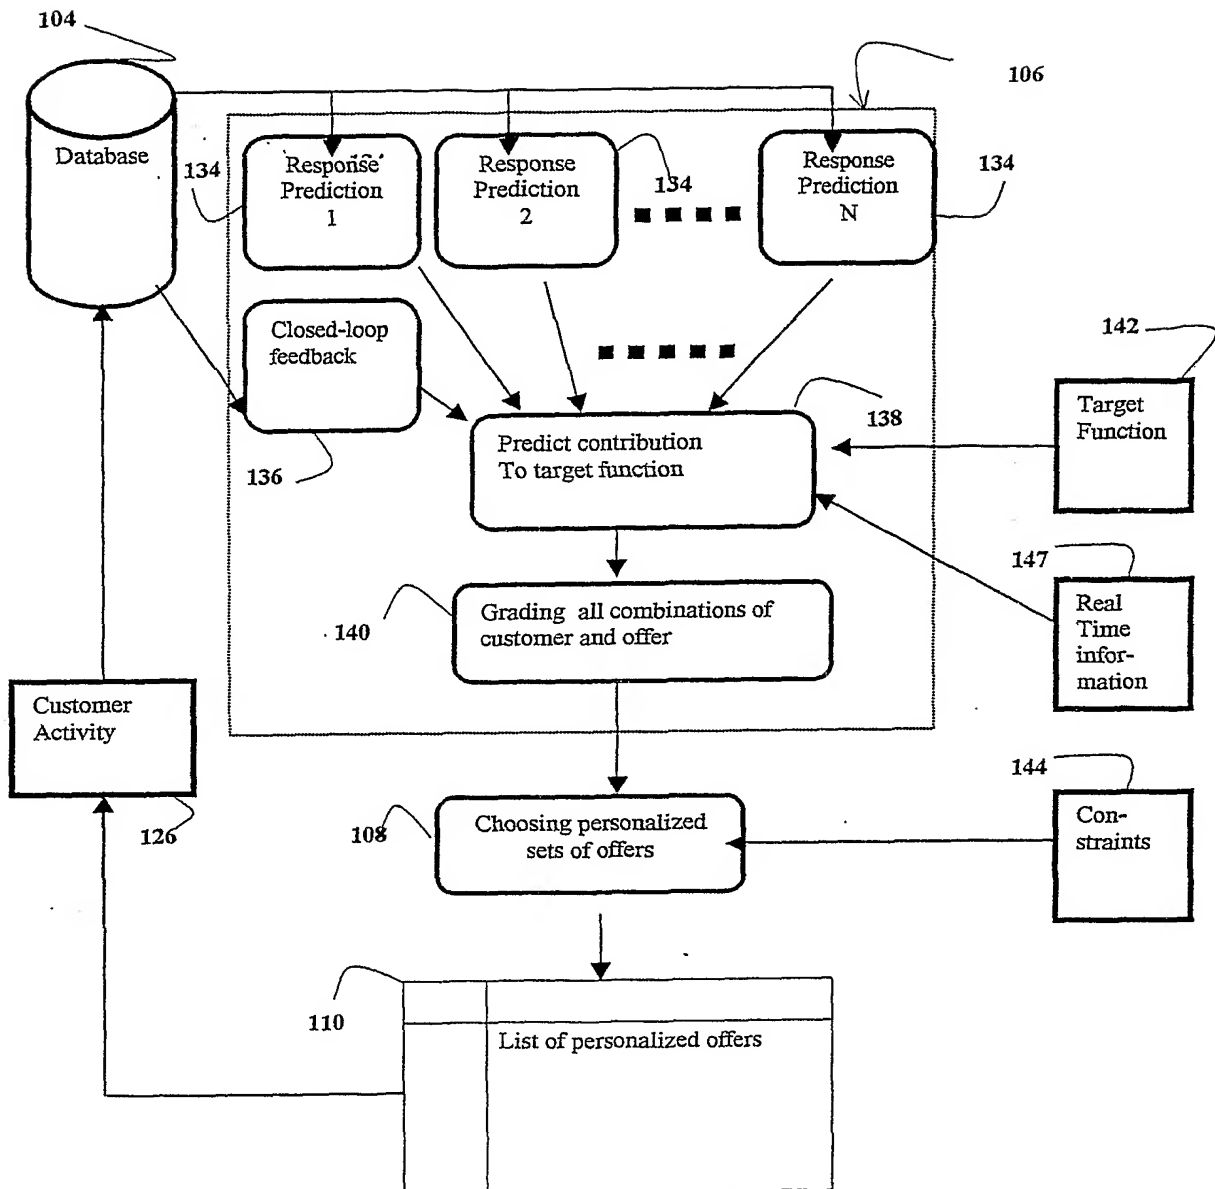 104
106
Database
134
Response
Prediction
1
Response
Prediction
2
134
Response
Prediction
N
134
Closed-loop
feedback
136
142
Target
Function
138
Predict contribution
To target function
147
Real
Time
infor-
mation
140
Grading all combinations of
customer and offer
Customer
Activity
126
144
Con-
straints
108
Choosing personalized
sets of offers
110
List of personalized offers